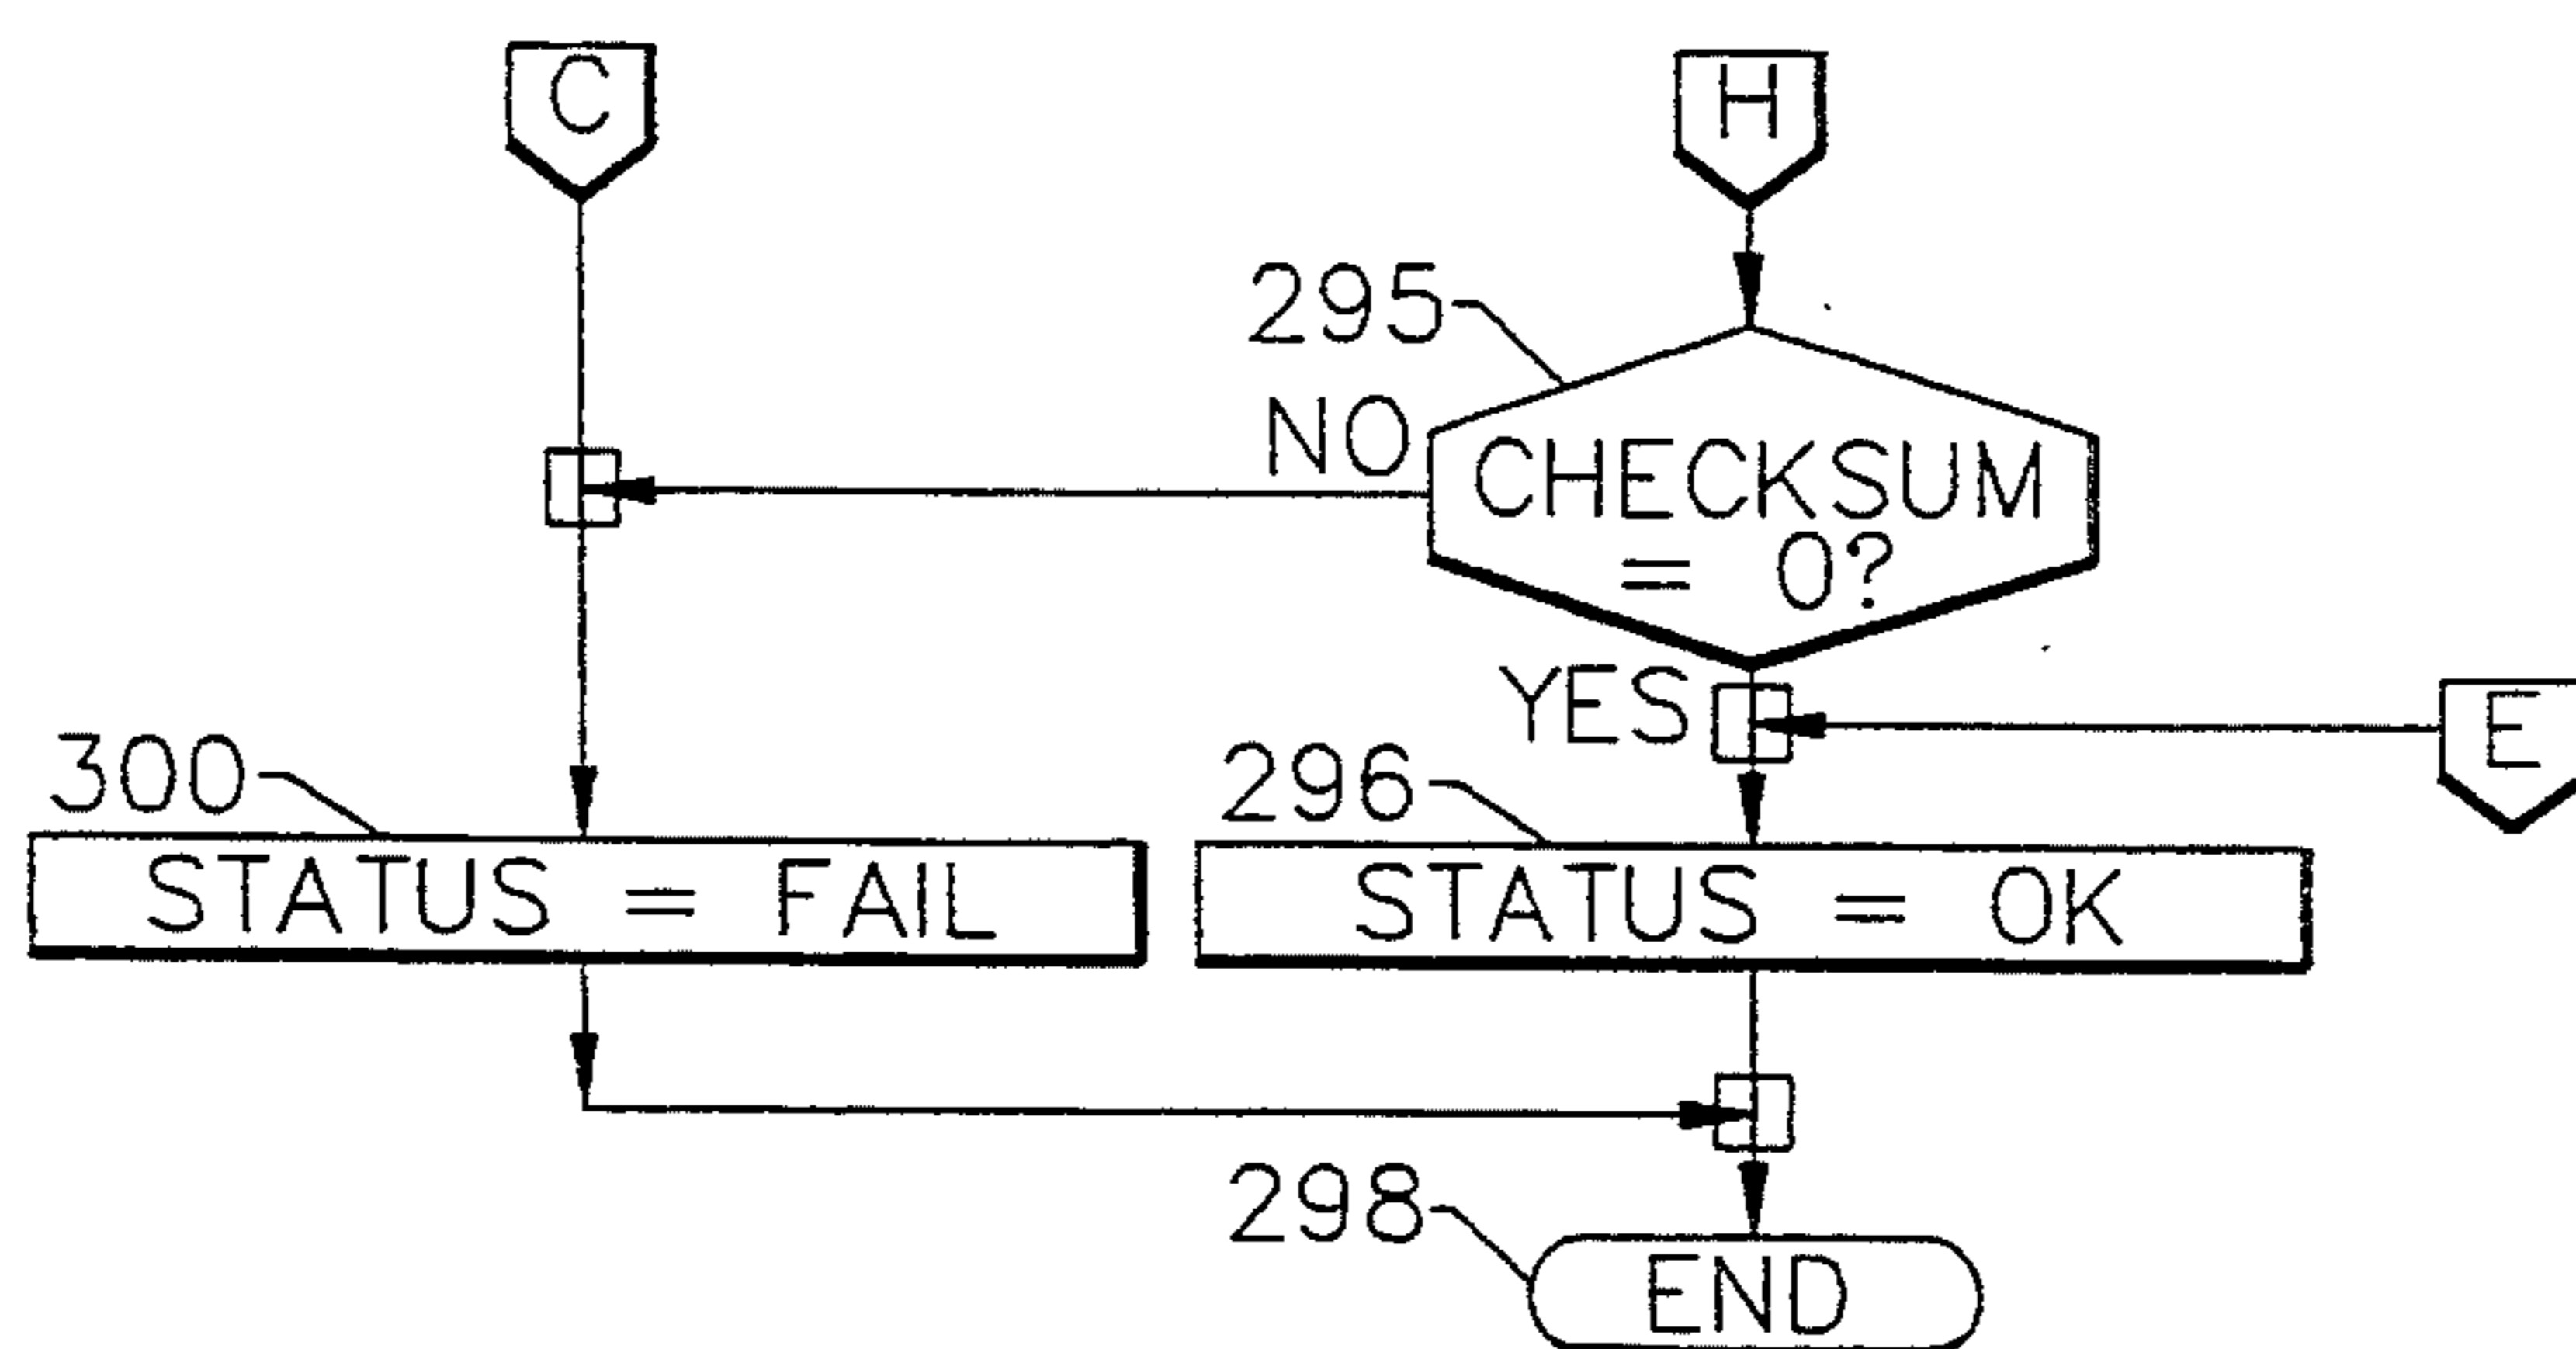 C
H
295
NO
CHECKSUM
= 0?
YES
E
300
296
STATUS = FAIL
STATUS = OK
298
END